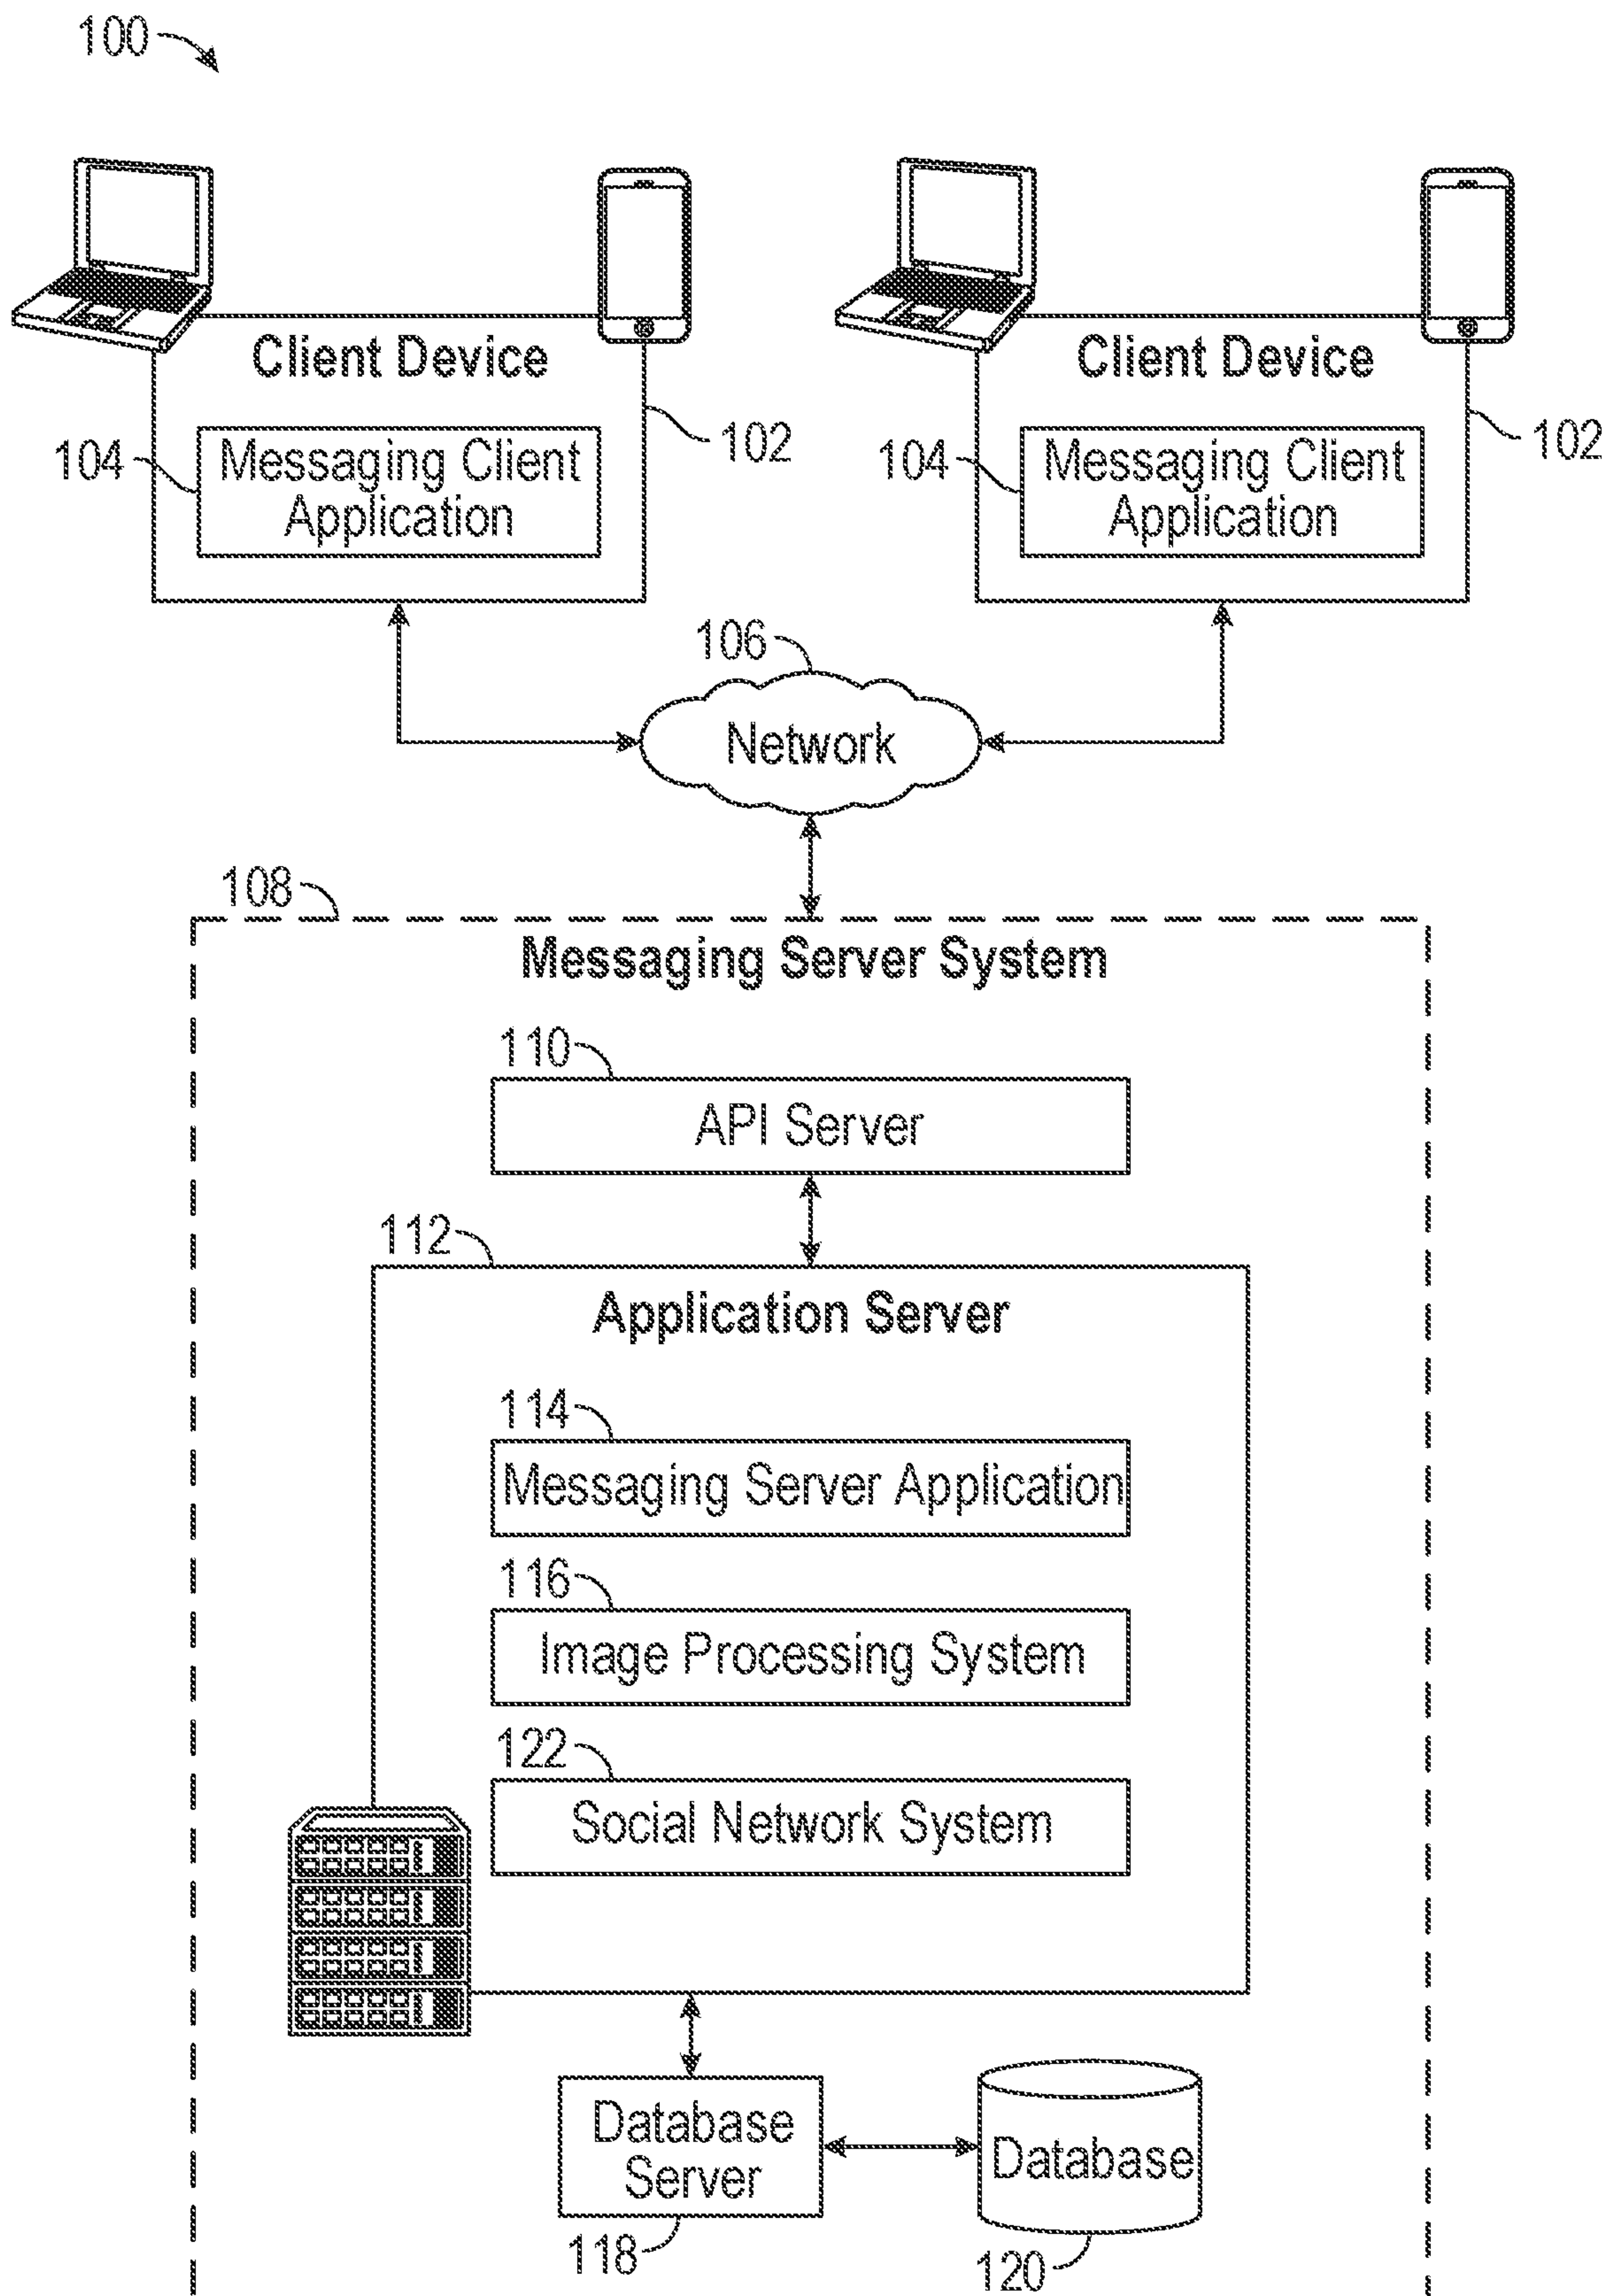 100
Client Device
104
Messaging Client
Application
102
Client Device
104
Messaging Client
Application
102
106
Network
108
Messaging Server System
110
API Server
112
Application Server
114
Messaging Server Application
116
Image Processing System
122
Social Network System
Database
Server
118
Database
120